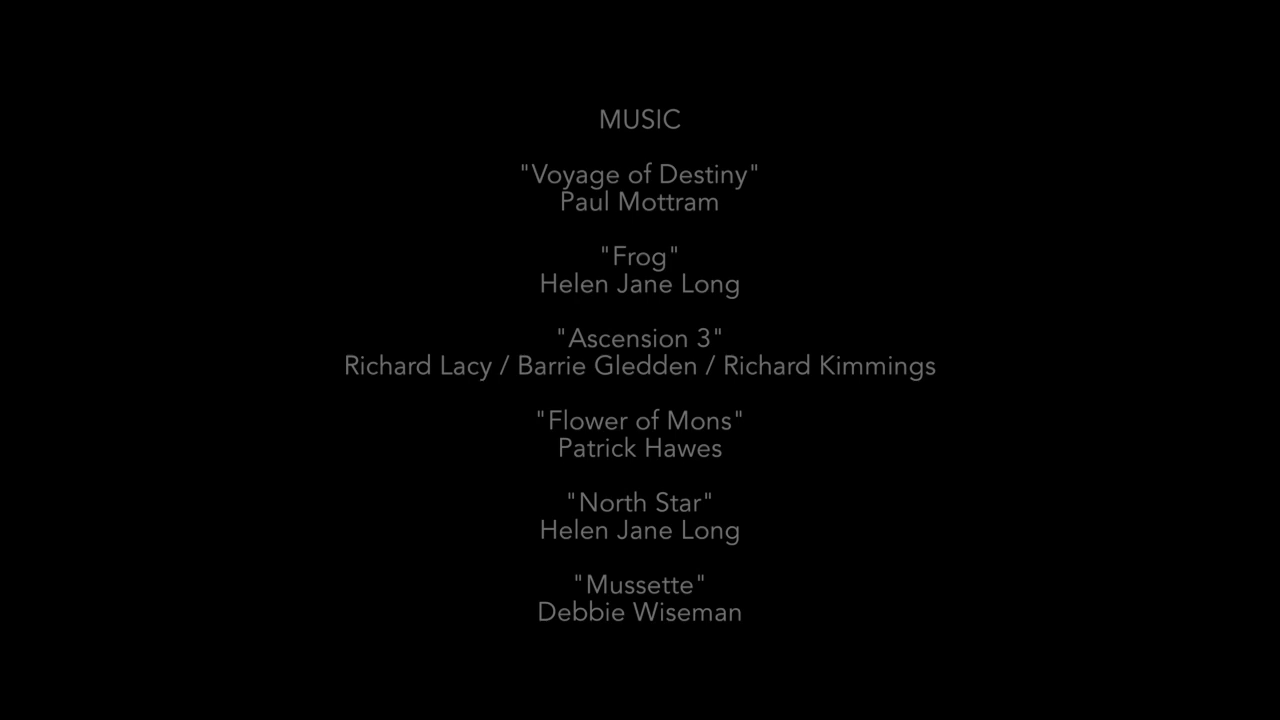 MUSIC
"Voyage of Destiny"
Paul Mottram
"Frog"
Helen Jane Long
"Ascension 3"
Richard Lacy / Barrie Gledden / Richard Kimmings
"Flower of Mons"
Patrick Hawes
"North Star"
Helen Jane Long
"Mussette"
Debbie Wiseman